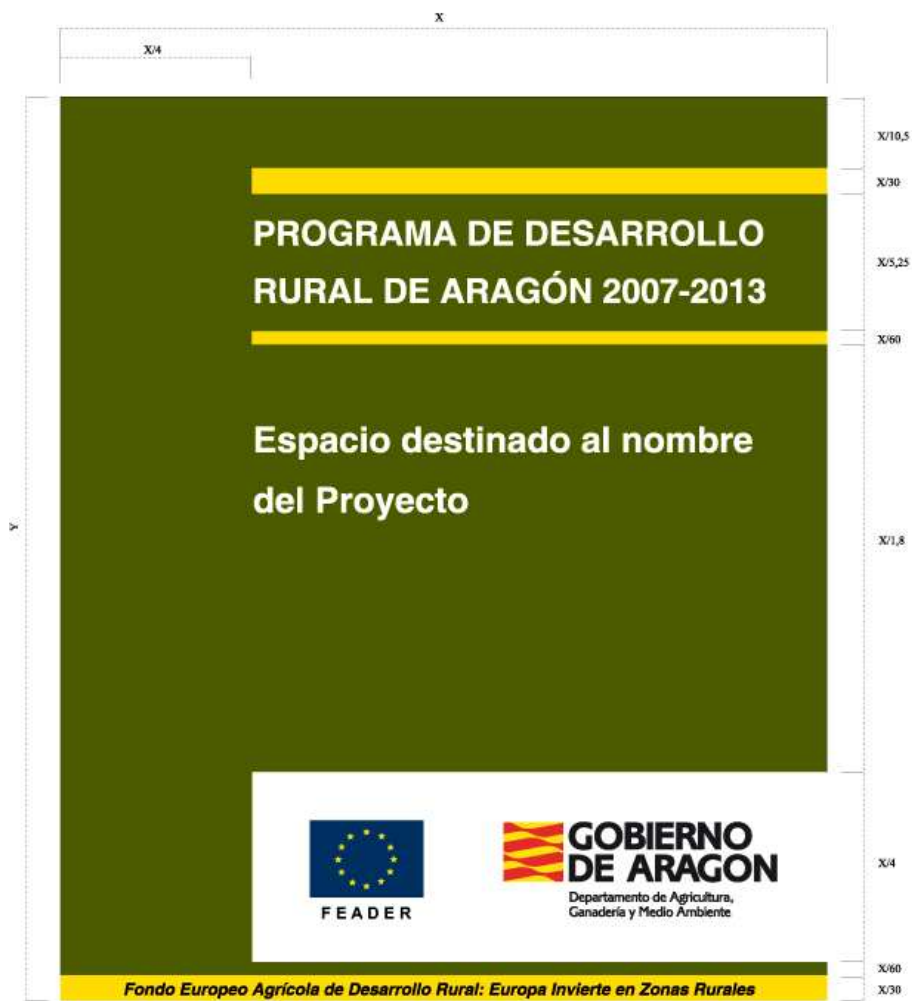 X
X/4
X/10,5
X/30
PROGRAMA DE DESARROLLO
RURAL DE ARAGÓN 2007-2013
X/5,25
X/60
Espacio destinado al nombre
del Proyecto
Y
X/1,8
FEADER
GOBIERNO
DE ARAGON
Departamento de Agricultura,
Ganadería y Medio Ambiente
X/4
X/60
Fondo Europeo Agrícola de Desarrollo Rural: Europa Invierte en Zonas Rurales
X/30